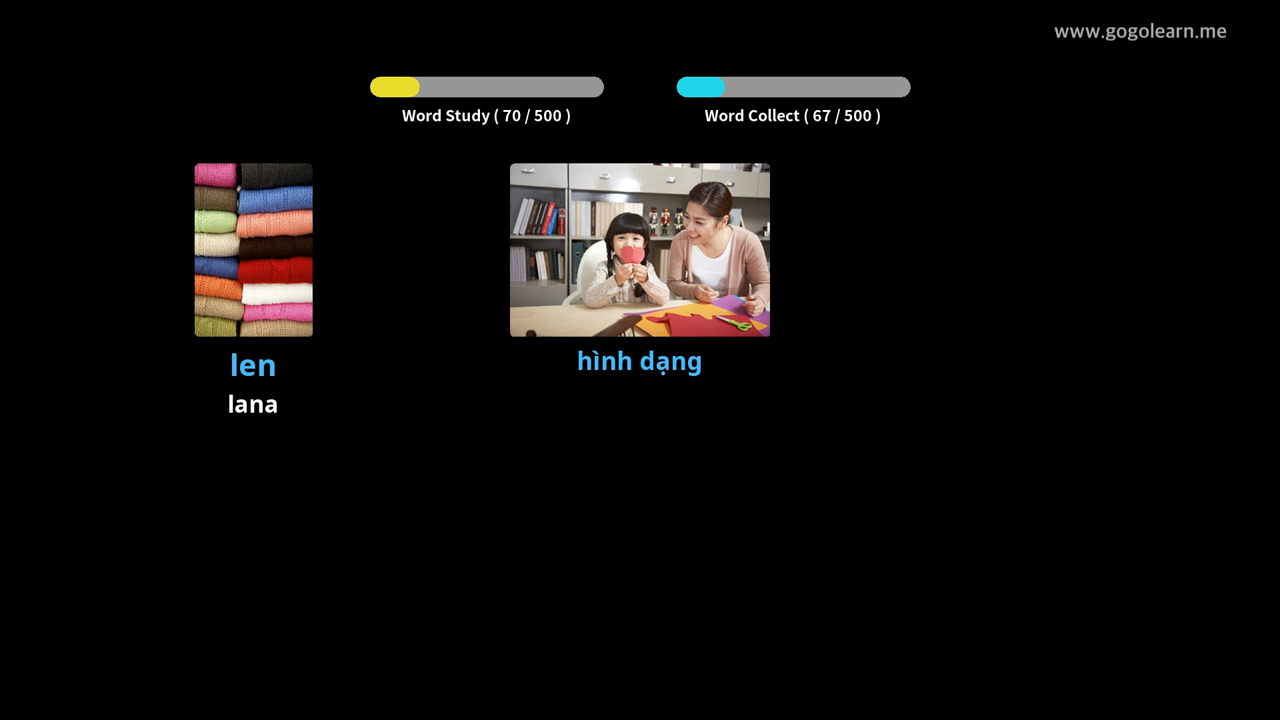 www.gogolearn.me
Word Study ( 70 / 500 )
Word Collect ( 67 / 500 )
len
lana
hình dạng